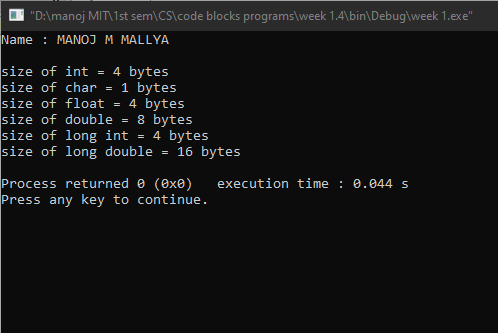 "D:\manoj MIT\1st sem\CS\code blocks programs\week 1.4\bin\Debug\week 1.exe"
Name : MANOJ M MALLYA
size of int = 4 bytes
size of char = 1 bytes
size of float = 4 bytes
size of double = 8 bytes
size of long int = 4 bytes
size of long double = 16 bytes
Process returned 0 (0x0)   execution time : 0.044 s
Press any key to continue.